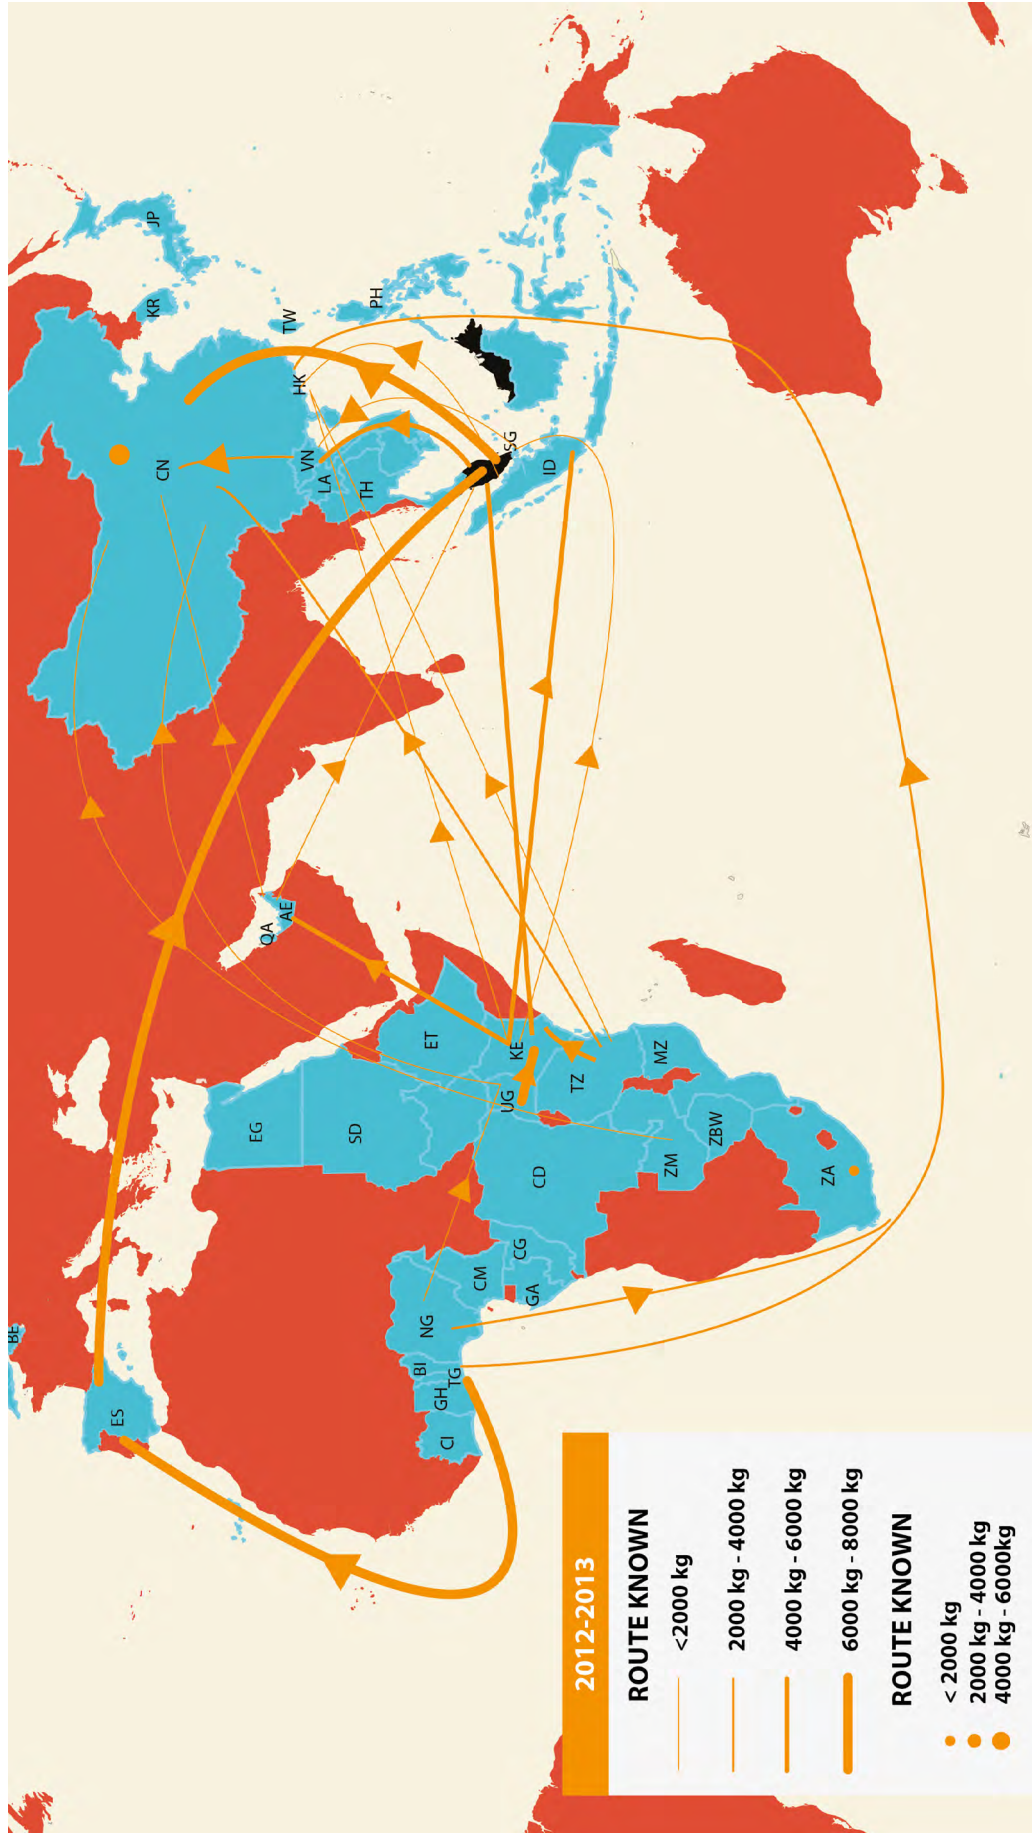 BE
ES
EG
SD
ET
QA
AE
CN
KR
JP
TW
HK
VN
LA
TH
PH
SG
ID
CI
GH
TG
BI
NG
CM
GA
CG
CD
UG
KE
TZ
MZ
ZM
ZBW
ZA
2012-2013
ROUTE KNOWN
<2000 kg
2000 kg - 4000 kg
4000 kg - 6000 kg
6000 kg - 8000 kg
ROUTE KNOWN
< 2000 kg
2000 kg - 4000 kg
4000 kg - 6000kg